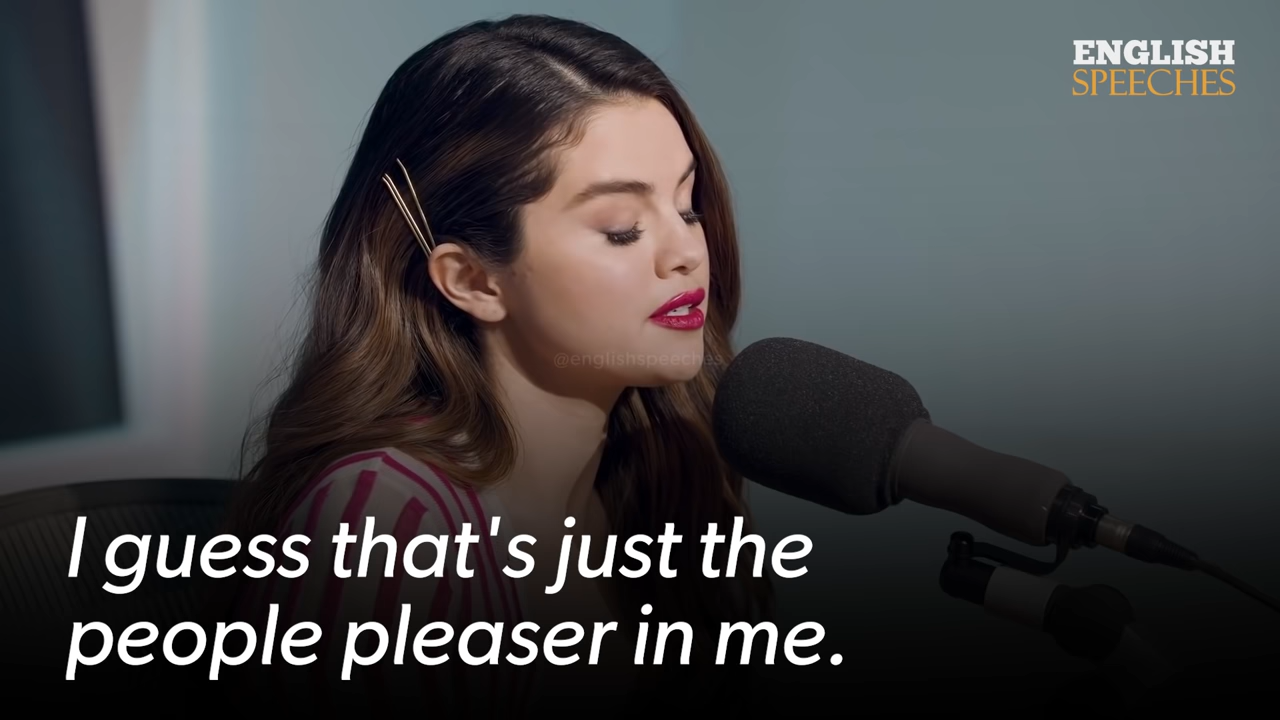 ENGLISH
SPEECHES
@englishspeeches
I guess that's just the
people pleaser in me.